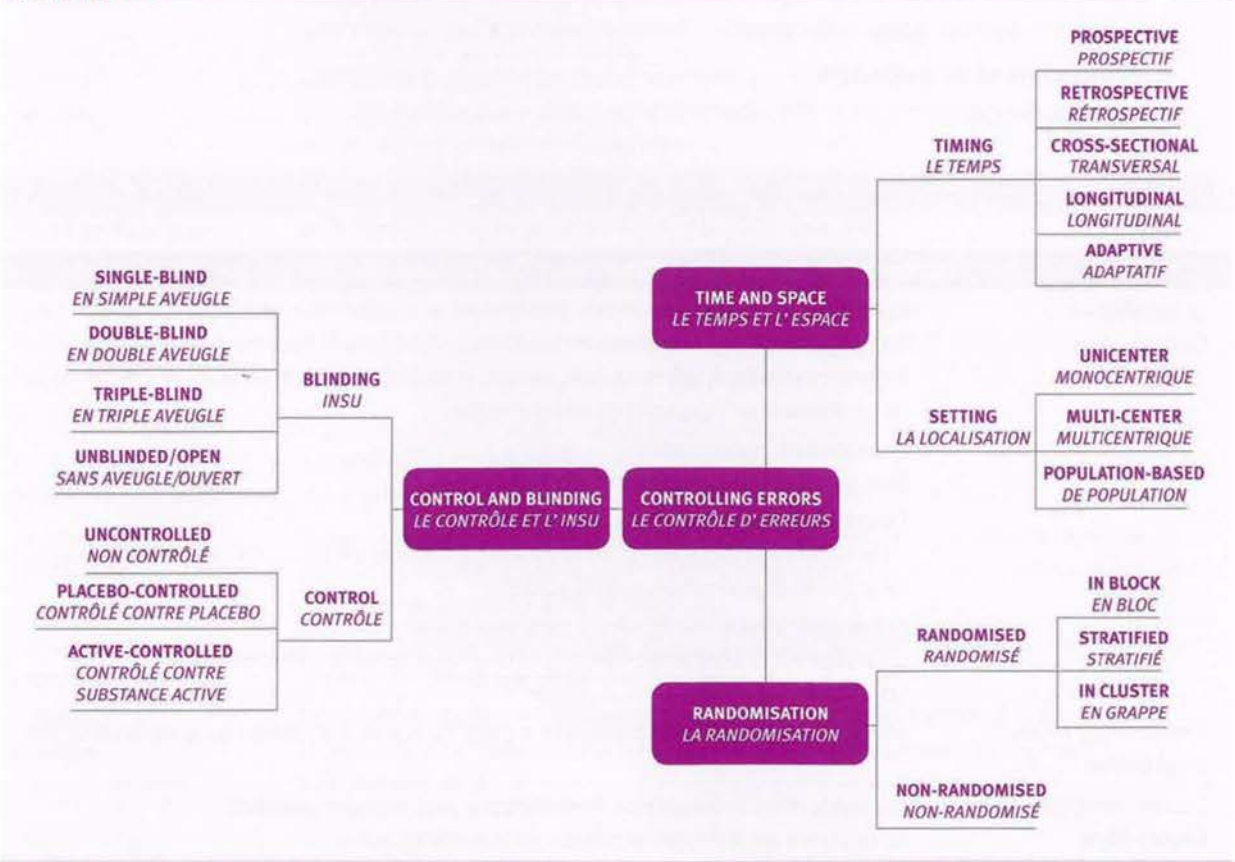 PROSPECTIVE
PROSPECTIF
RETROSPECTIVE
RÉTROSPECTIF
TIMING
LE TEMPS
CROSS-SECTIONAL
TRANSVERSAL
LONGITUDINAL
LONGITUDINAL
ADAPTIVE
ADAPTATIF
TIME AND SPACE
LE TEMPS ET L' ESPACE
UNICENTER
MONOCENTRIQUE
SETTING
LA LOCALISATION
MULTI-CENTER
MULTICENTRIQUE
POPULATION-BASED
DE POPULATION
SINGLE-BLIND
EN SIMPLE AVEUGLE
DOUBLE-BLIND
EN DOUBLE AVEUGLE
BLINDING
INSU
TRIPLE-BLIND
EN TRIPLE AVEUGLE
UNBLINDED/OPEN
SANS AVEUGLE/OUVERT
CONTROL AND BLINDING
LE CONTRÔLE ET L' INSU
CONTROLLING ERRORS
LE CONTRÔLE D' ERREURS
UNCONTROLLED
NON CONTRÔLÉ
PLACEBO-CONTROLLED
CONTRÔLÉ CONTRE PLACEBO
CONTROL
CONTRÔLE
ACTIVE-CONTROLLED
CONTRÔLÉ CONTRE
SUBSTANCE ACTIVE
IN BLOCK
EN BLOC
RANDOMISED
RANDOMISÉ
STRATIFIED
STRATIFIÉ
IN CLUSTER
EN GRAPPE
RANDOMISATION
LA RANDOMISATION
NON-RANDOMISED
NON-RANDOMISÉ